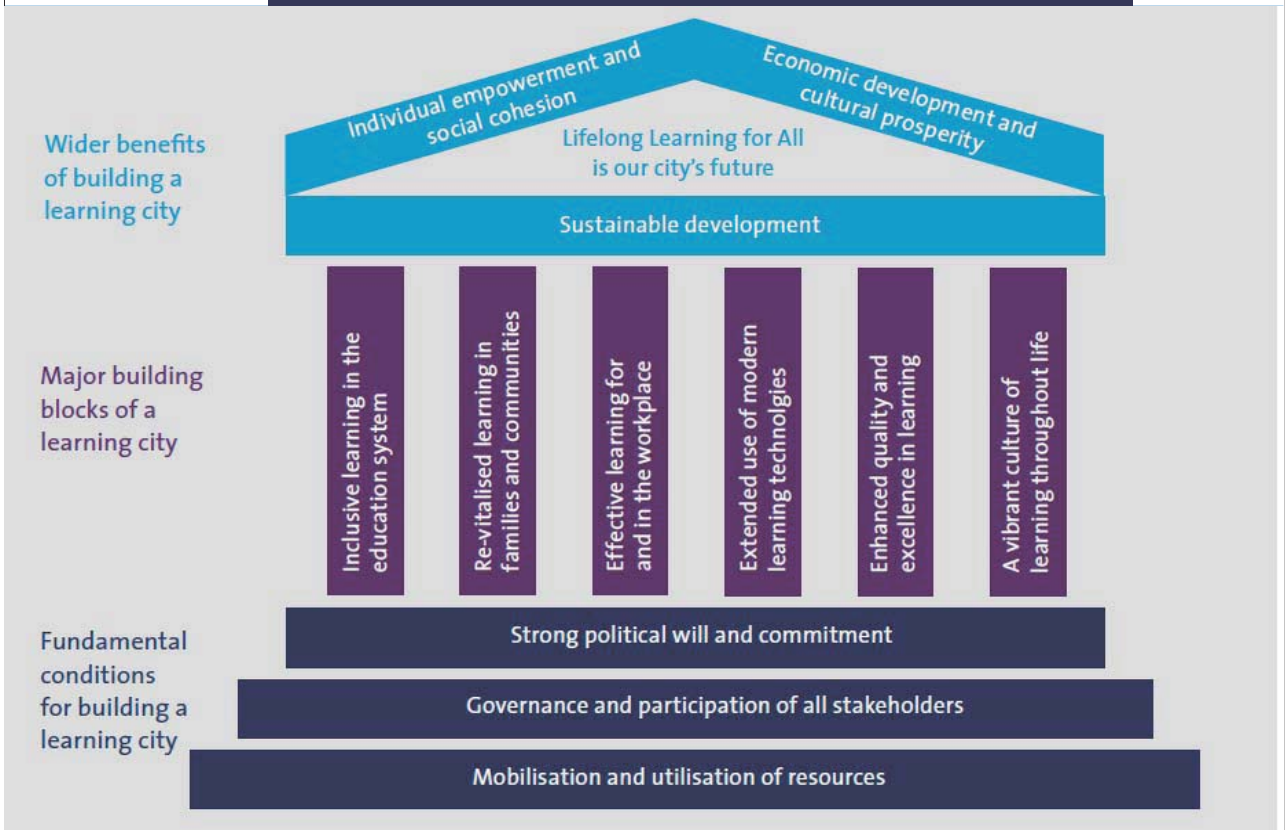 Individual empowerment and
social cohesion
Economic development and
cultural prosperity
Wider benefits
of building a
learning city
Lifelong Learning for All
is our city's future
Sustainable development
Major building
blocks of a
learning city
Inclusive learning in the
education system
Re-vitalised learning in
families and communities
Effective learning for
and in the workplace
Extended use of modern
learning technolgies
Enhanced quality and
excellence in learning
A vibrant culture of
learning throughout life
Fundamental
conditions
for building a
learning city
Strong political will and commitment
Governance and participation of all stakeholders
Mobilisation and utilisation of resources